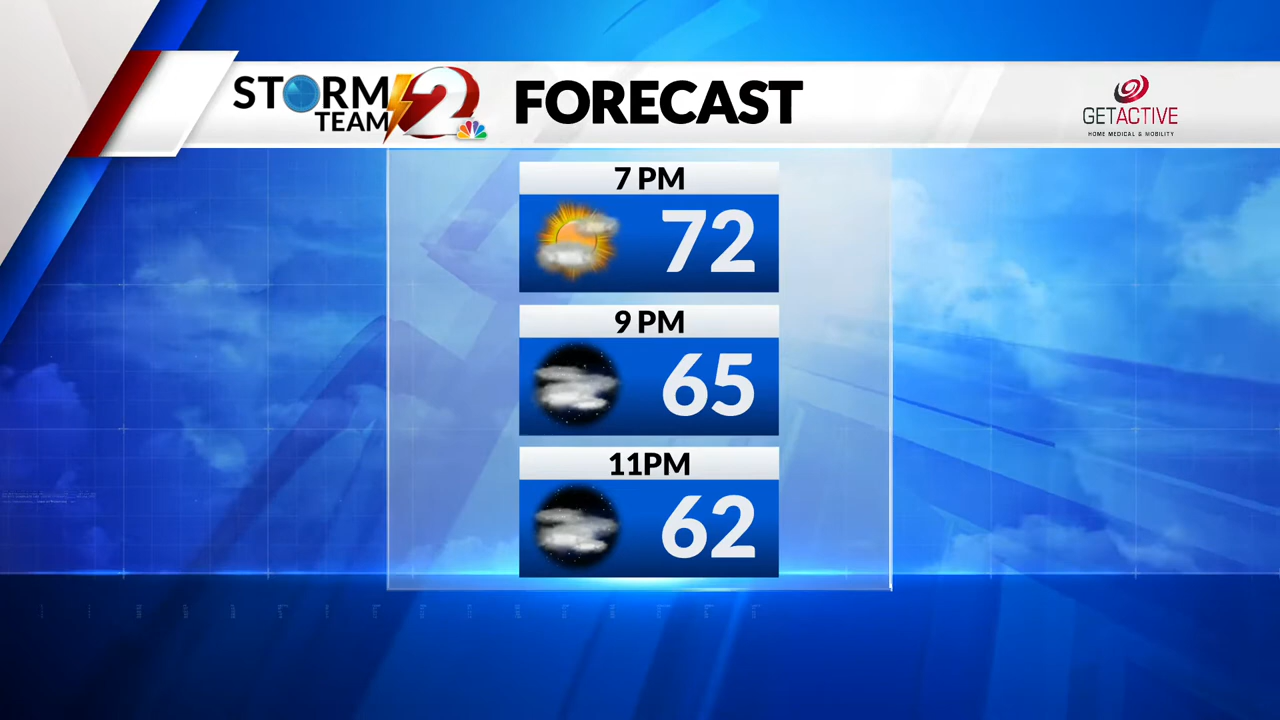 STORM
TEAM
2
FORECAST
GETACTIVE
HOME MEDICAL & MOBILITY
7 PM
72
9 PM
65
11PM
62